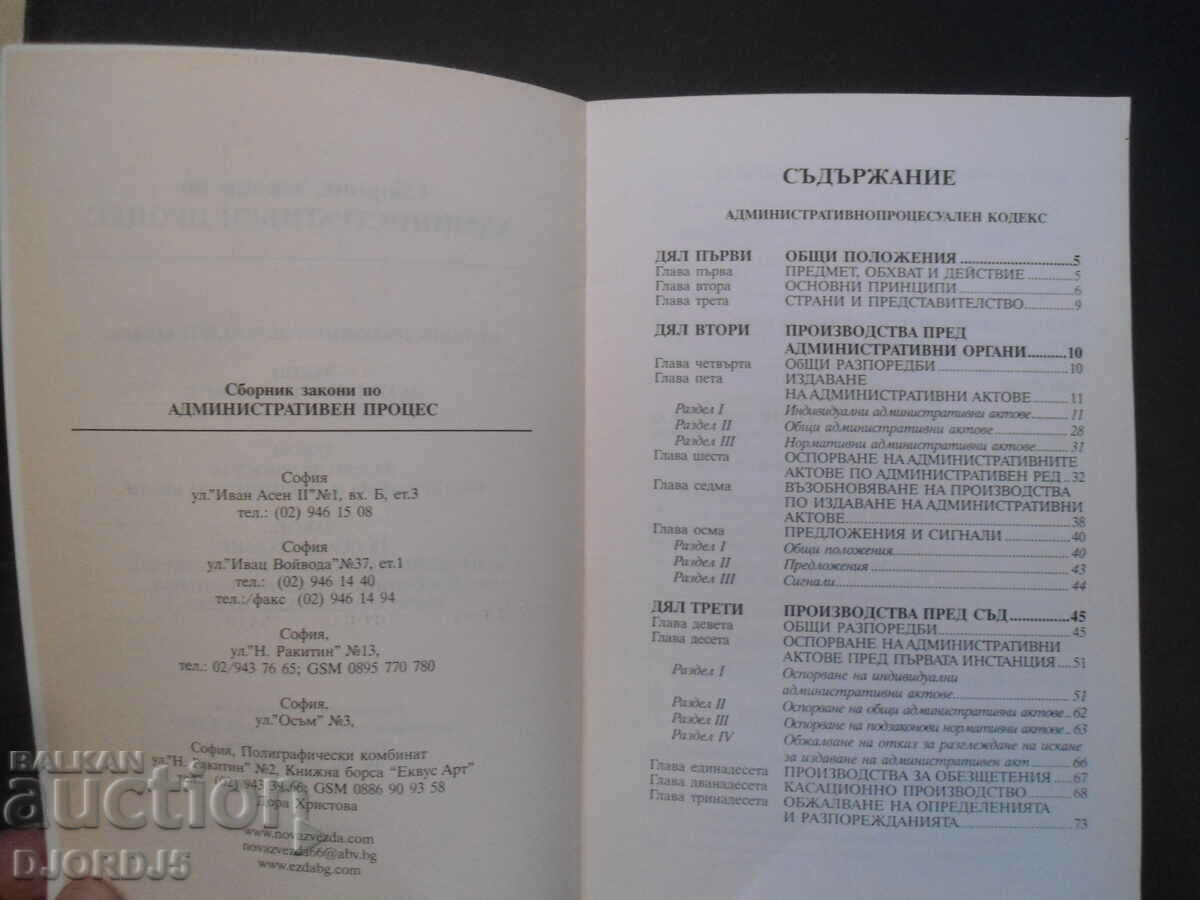 Сборник закони по
АДМИНИСТРАТИВЕН ПРОЦЕС
София
ул."Иван Асен II"№1, вх. Б, ет.3
тел.: (02) 946 15 08
София
ул."Ивац Войвода"№37, ет.1
тел.: (02) 946 14 40
тел.:/факс (02) 946 14 94
София,
ул."Н. Ракитин" №13,
тел.: 02/943 76 65; GSM 0895 770 780
София,
ул."Осъм" №3,
София, Полиграфически комбинат
ул."Н. Ракитин" №2, Книжна борса "Еквус Арт"
(02) 943 39 66; GSM 0886 90 93 58
Дора Христова
www.novazvezda.com
novazvezda66@abv.bg
www.ezdabg.com
СЪДЪРЖАНИЕ
АДМИНИСТРАТИВНОПРОЦЕСУАЛЕН КОДЕКС
ДЯЛ ПЪРВИ ОБЩИ ПОЛОЖЕНИЯ 5
Глава първа ПРЕДМЕТ, ОБХВАТ И ДЕЙСТВИЕ 5
Глава втора ОСНОВНИ ПРИНЦИПИ 6
Глава трета СТРАНИ И ПРЕДСТАВИТЕЛСТВО 9
ДЯЛ ВТОРИ ПРОИЗВОДСТВА ПРЕД
АДМИНИСТРАТИВНИ ОРГАНИ 10
Глава четвърта ОБЩИ РАЗПОРЕДБИ 10
Глава пета ИЗДАВАНЕ
НА АДМИНИСТРАТИВНИ АКТОВЕ 11
Раздел I Индивидуални административни актове 11
Раздел II Общи административни актове 28
Раздел III Нормативни административни актове 31
Глава шеста ОСПОРВАНЕ НА АДМИНИСТРАТИВНИТЕ
АКТОВЕ ПО АДМИНИСТРАТИВЕН РЕД 32
Глава седма ВЪЗОБНОВЯВАНЕ НА ПРОИЗВОДСТВА
ПО ИЗДАВАНЕ НА АДМИНИСТРАТИВНИ
АКТОВЕ 38
Глава осма ПРЕДЛОЖЕНИЯ И СИГНАЛИ 40
Раздел I Общи положения 40
Раздел II Предложения 43
Раздел III Сигнали 44
ДЯЛ ТРЕТИ ПРОИЗВОДСТВА ПРЕД СЪД 45
Глава девета ОБЩИ РАЗПОРЕДБИ 45
Глава десета ОСПОРВАНЕ НА АДМИНИСТРАТИВНИ
АКТОВЕ ПРЕД ПЪРВАТА ИНСТАНЦИЯ 51
Раздел I Оспорване на индивидуални
административни актове 51
Раздел II Оспорване на общи административни актове 62
Раздел III Оспорване на подзаконови нормативни актове 63
Раздел IV Обжалване на отказ за разглеждане на искане
за издаване на административен акт 66
Глава единадесета ПРОИЗВОДСТВА ЗА ОБЕЗЩЕТЕНИЯ 67
Глава дванадесета КАСАЦИОННО ПРОИЗВОДСТВО 68
Глава тринадесета ОБЖАЛВАНЕ НА ОПРЕДЕЛЕНИЯТА
И РАЗПОРЕЖДАНИЯТА 73
BALKAN
auction
DJORDJ5